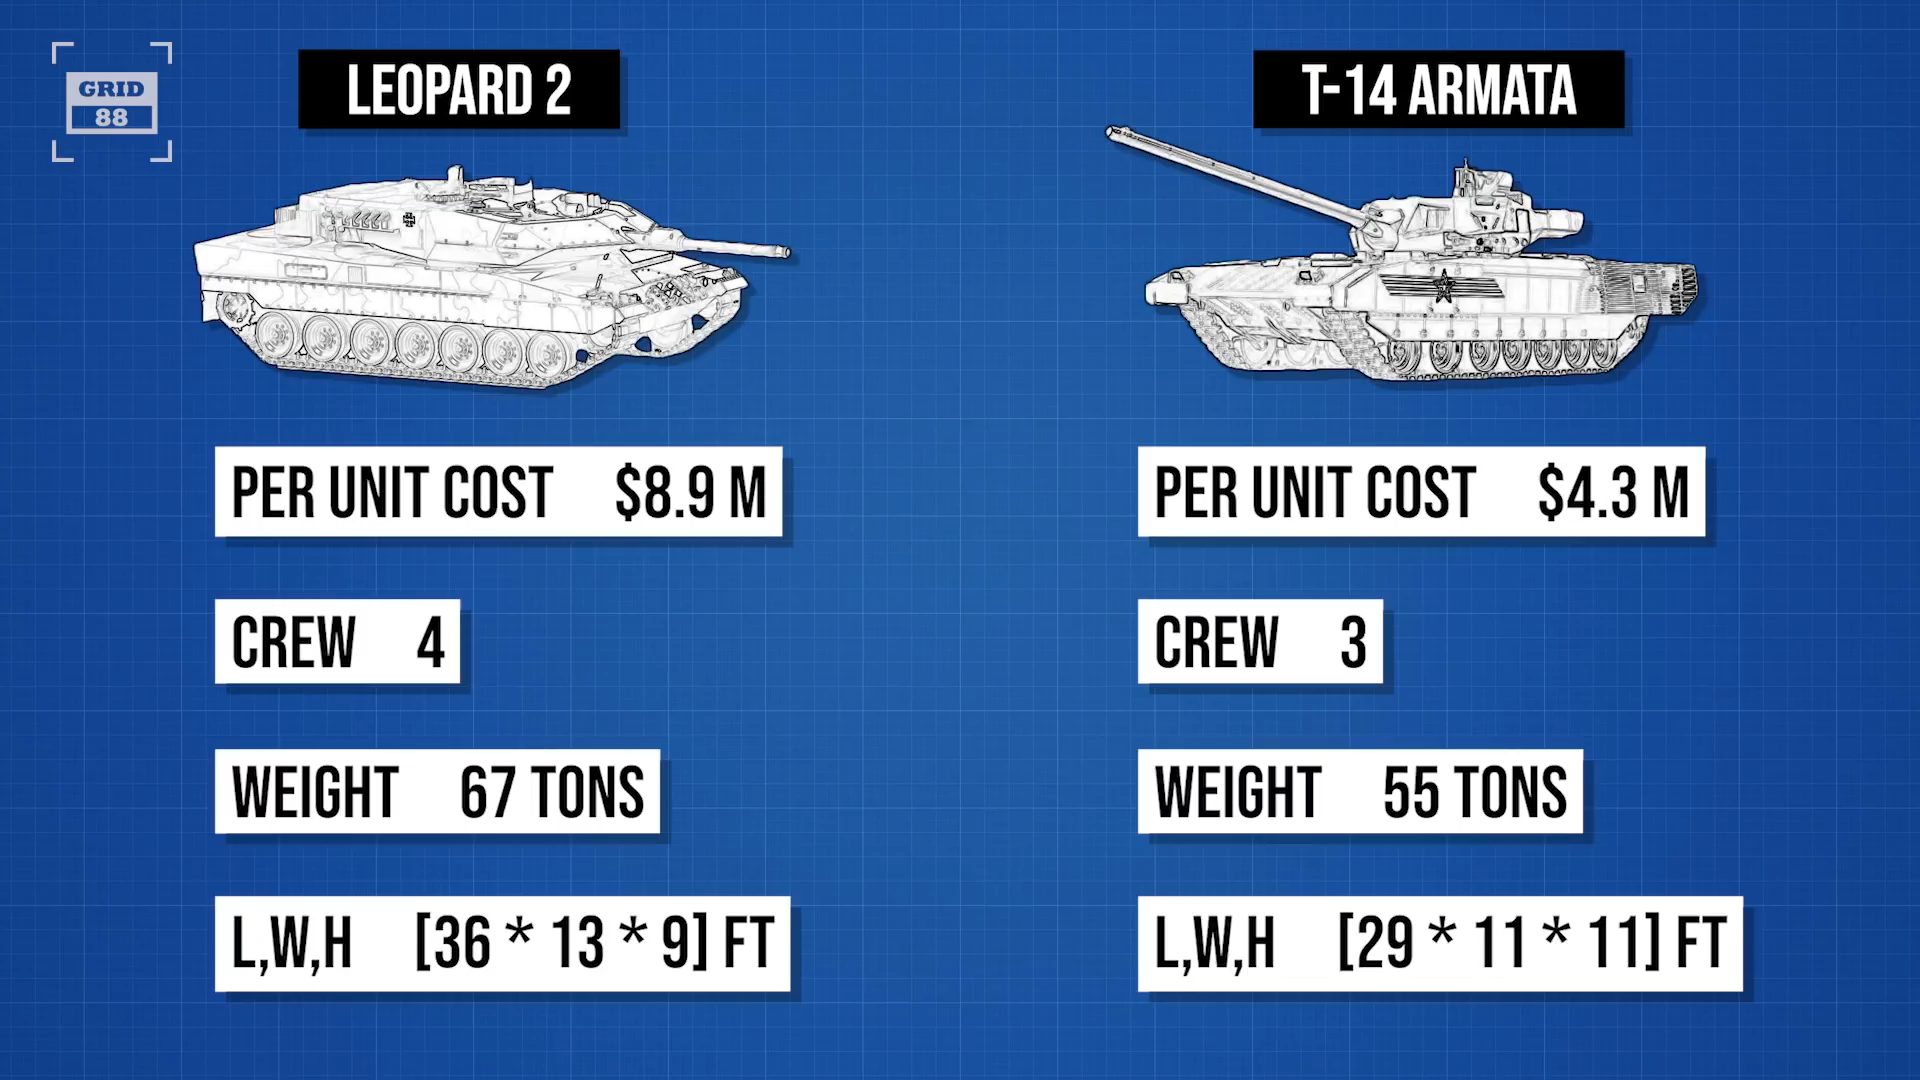 GRID
88
LEOPARD 2
PER UNIT COST $8.9 M
CREW 4
WEIGHT 67 TONS
L,W,H [36 * 13 * 9] FT
T-14 ARMATA
PER UNIT COST $4.3 M
CREW 3
WEIGHT 55 TONS
L,W,H [29 * 11 * 11] FT